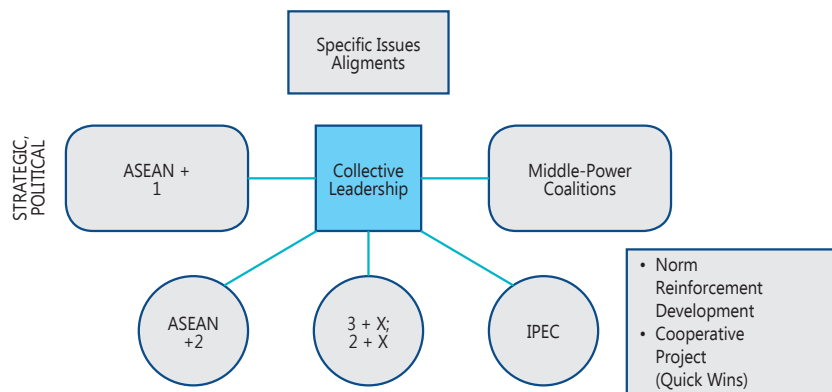 Specific Issues
Aligments
STRATEGIC,
POLITICAL
ASEAN +
1
Collective
Leadership
Middle-Power
Coalitions
ASEAN
+2
3 + X;
2 + X
IPEC
• Norm
Reinforcement
Development
• Cooperative
Project
(Quick Wins)